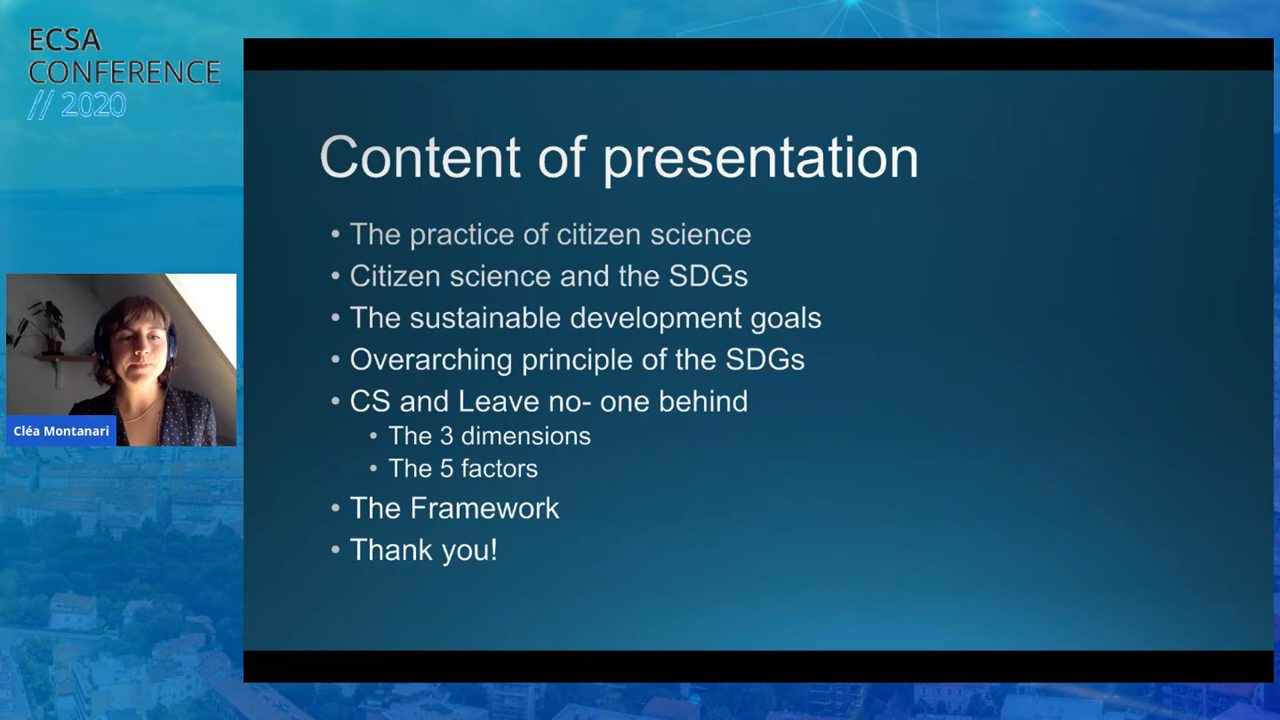 ECSA
CONFERENCE
// 2020
Content of presentation
• The practice of citizen science
• Citizen science and the SDGs
• The sustainable development goals
• Overarching principle of the SDGs
• CS and Leave no- one behind
• The 3 dimensions
• The 5 factors
• The Framework
• Thank you!
Cléa Montanari